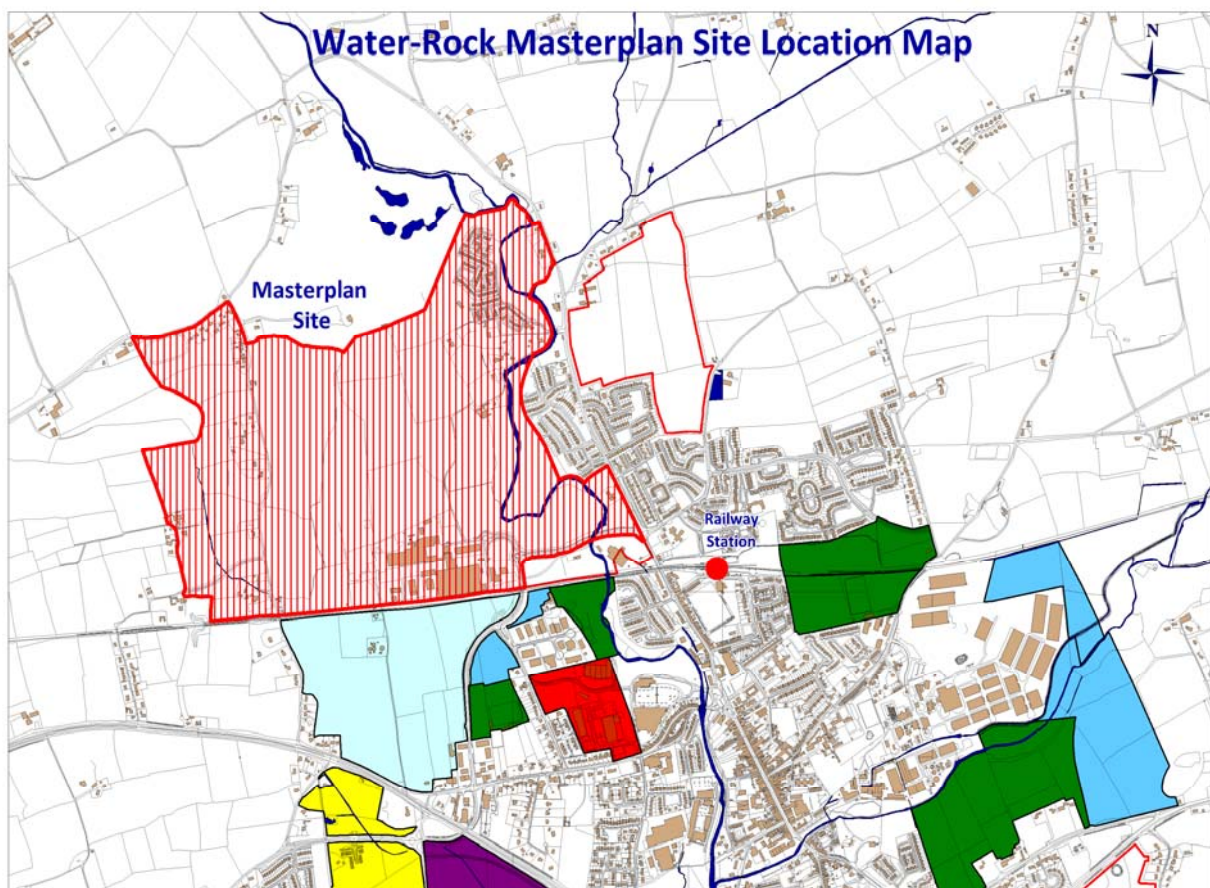 Water-Rock Masterplan Site Location Map
N
Masterplan
Site
Railway
Station